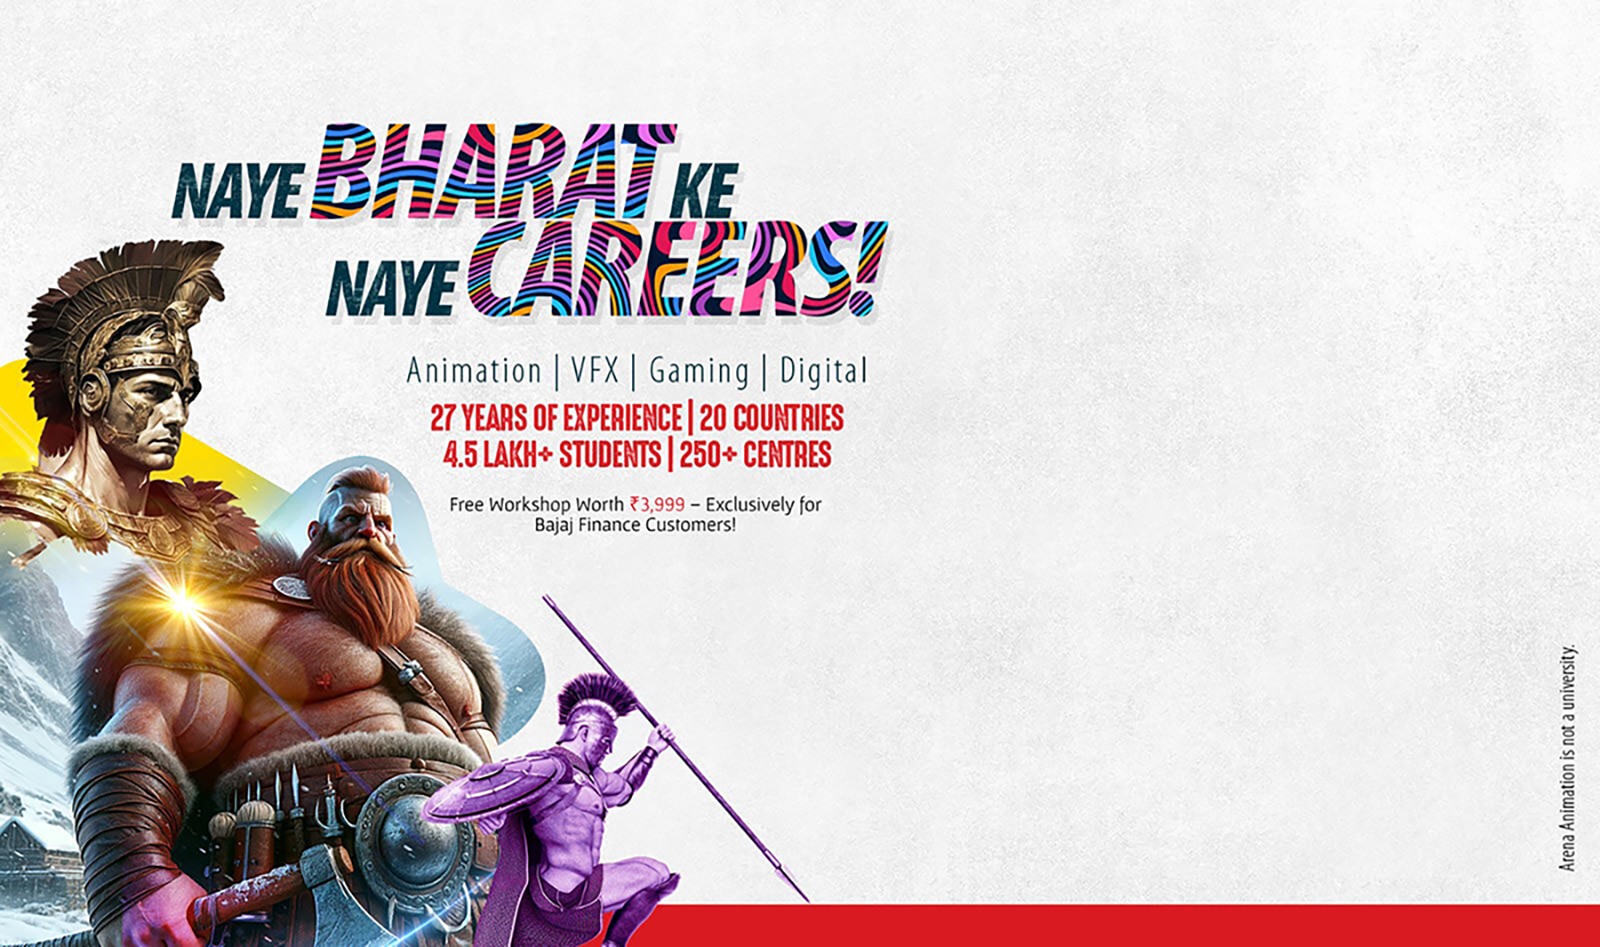 NAYE BHARAT KE
NAYE CAREERS!
Animation | VFX | Gaming | Digital
27 YEARS OF EXPERIENCE | 20 COUNTRIES
4.5 LAKH+ STUDENTS | 250+ CENTRES
Free Workshop Worth ₹3,999 – Exclusively for
Bajaj Finance Customers!
Arena Animation is not a university.